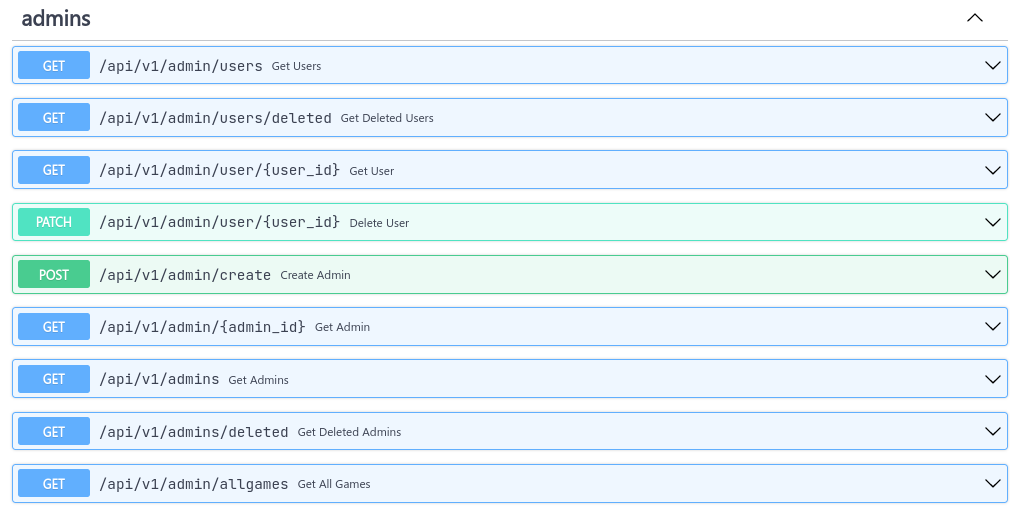 admins
GET /api/v1/admin/users Get Users
GET /api/v1/admin/users/deleted Get Deleted Users
GET /api/v1/admin/user/{user_id} Get User
PATCH /api/v1/admin/user/{user_id} Delete User
POST /api/v1/admin/create Create Admin
GET /api/v1/admin/{admin_id} Get Admin
GET /api/v1/admins Get Admins
GET /api/v1/admins/deleted Get Deleted Admins
GET /api/v1/admin/allgames Get All Games